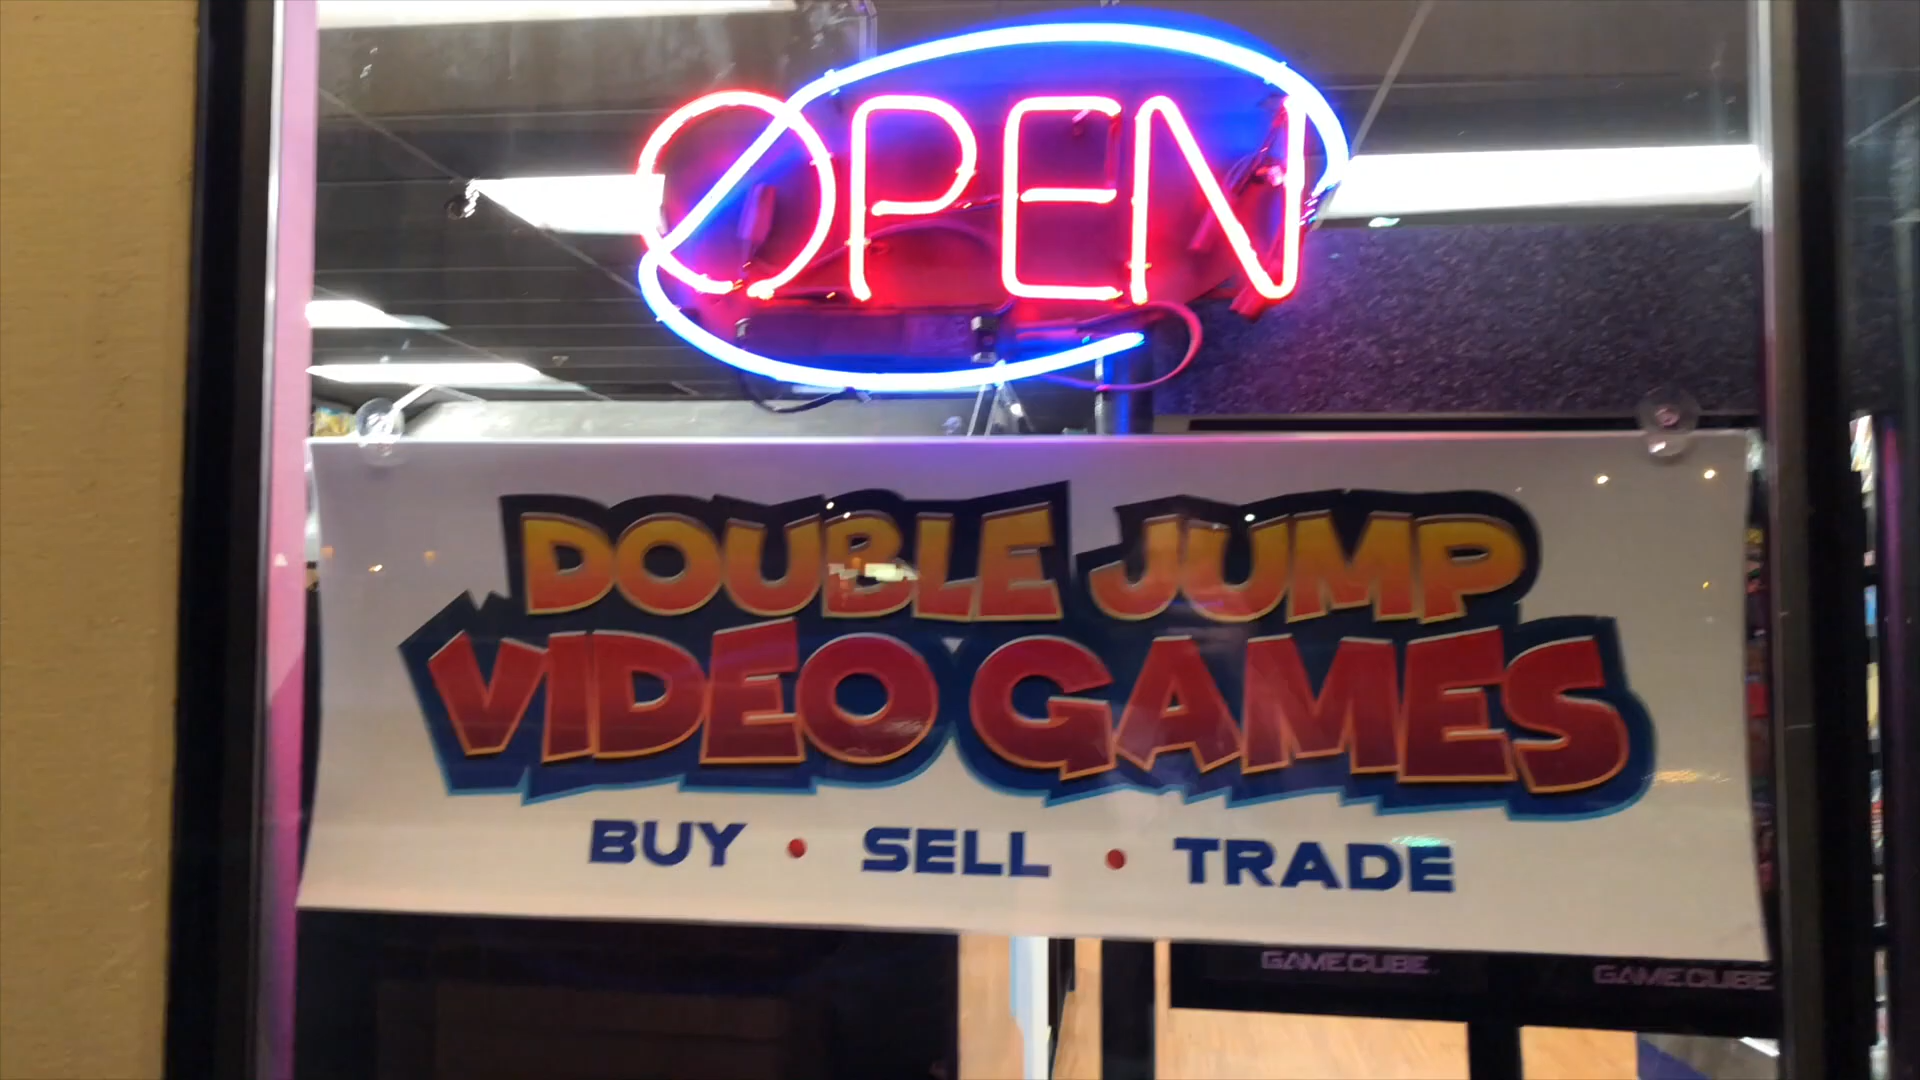 OPEN
DOUBLE JUMP
VIDEO GAMES
BUY • SELL • TRADE
GAMECUBE
GAMECUBE